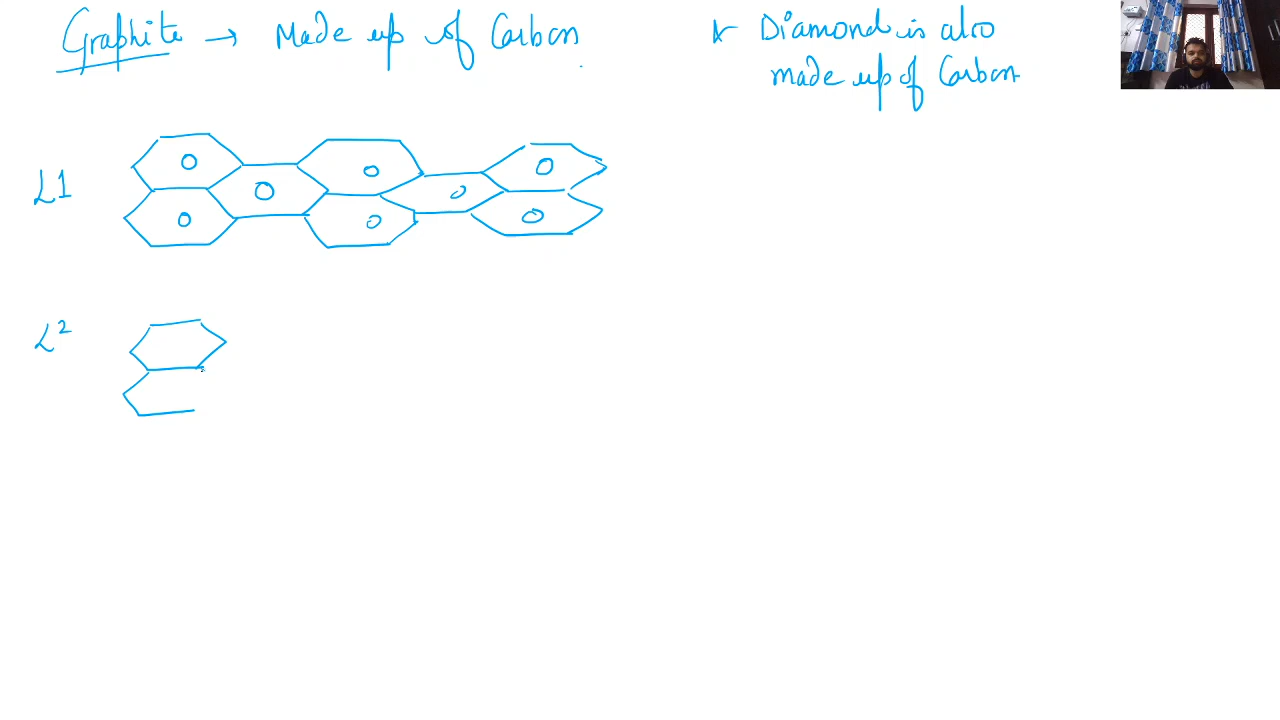 Graphite → Made up of Carbon
* Diamond is also
made up of Carbon
L1
L2